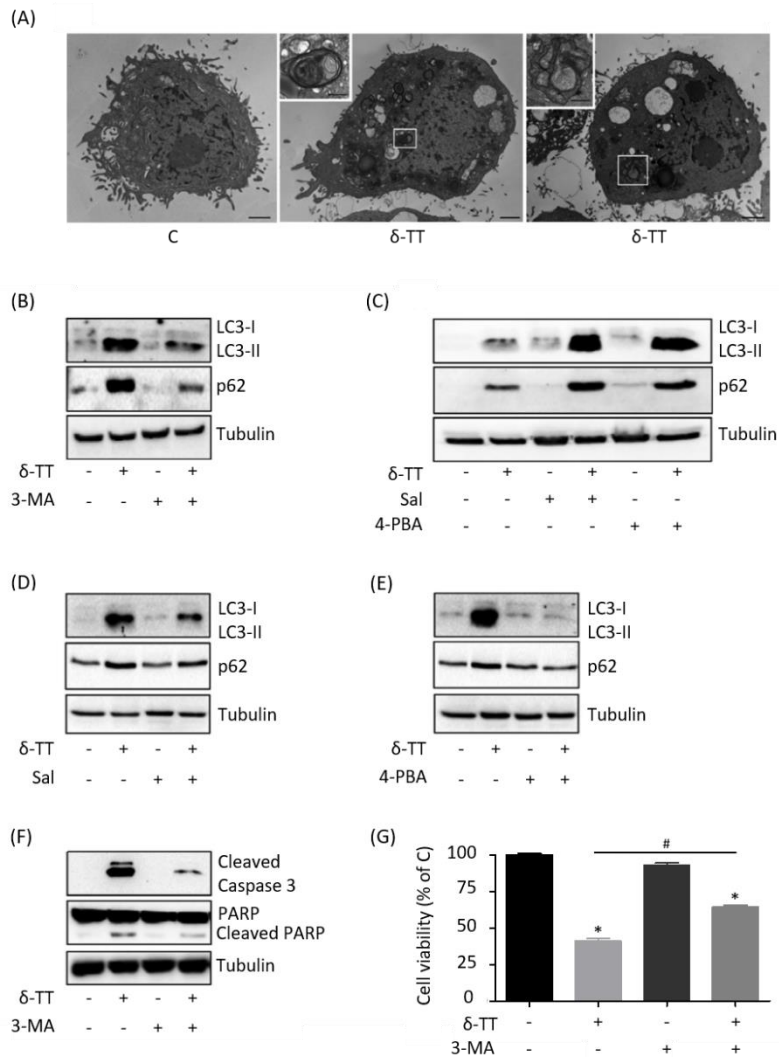 (A)
C δ-TT δ-TT
(B)
LC3-I
LC3-II
p62
Tubulin
δ-TT - + - +
3-MA - - + +
(C)
LC3-I
LC3-II
p62
Tubulin
δ-TT - + - + - +
Sal - - + + - -
4-PBA - - - - + +
(D)
LC3-I
LC3-II
p62
Tubulin
δ-TT - + - +
Sal - - + +
(E)
LC3-I
LC3-II
p62
Tubulin
δ-TT - + - +
4-PBA - - + +
(F)
Cleaved
Caspase 3
PARP
Cleaved PARP
Tubulin
δ-TT - + - +
3-MA - - + +
(G)
Cell viability (% of C)
100
75
50
25
0
#
* *
δ-TT - + - +
3-MA - - + +